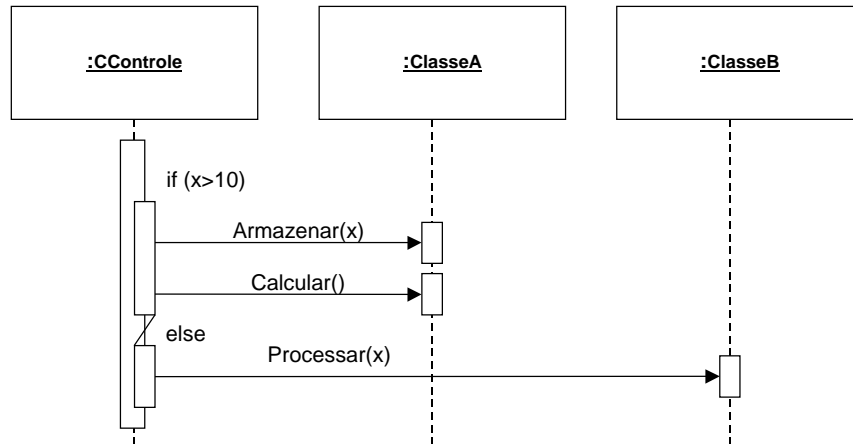 :CControle
:ClasseA
:ClasseB
if (x>10)
Armazenar(x)
Calcular()
else
Processar(x)